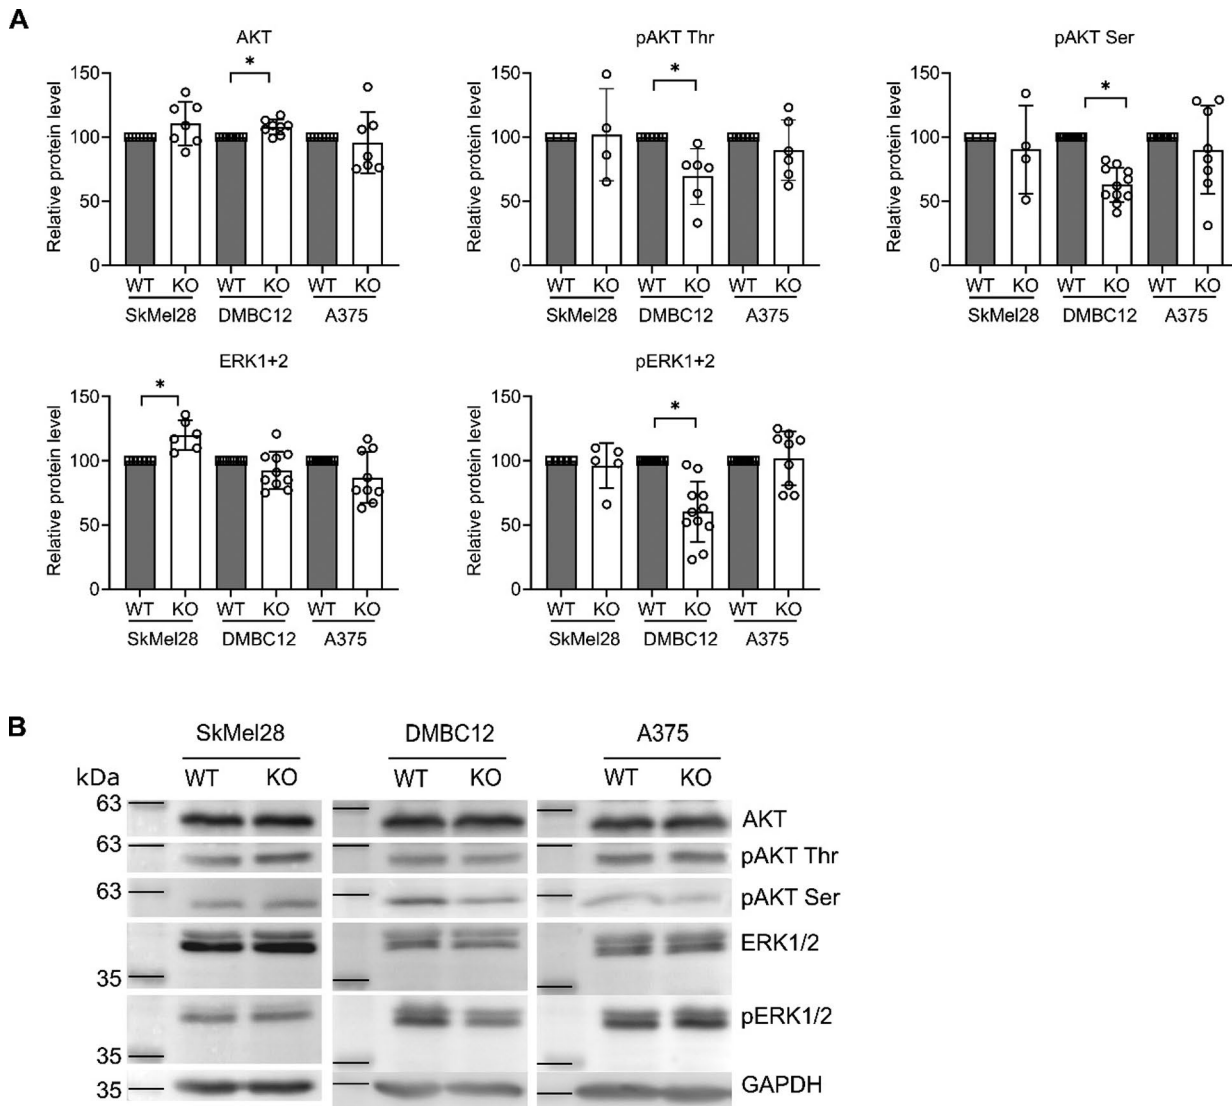 A
AKT
Relative protein level
150
100
50
0
*
WT KO WT KO WT KO
SkMel28 DMBC12 A375
pAKT Thr
Relative protein level
150
100
50
0
*
WT KO WT KO WT KO
SkMel28 DMBC12 A375
pAKT Ser
Relative protein level
150
100
50
0
*
WT KO WT KO WT KO
SkMel28 DMBC12 A375
ERK1+2
Relative protein level
150
100
50
0
*
WT KO WT KO WT KO
SkMel28 DMBC12 A375
pERK1+2
Relative protein level
150
100
50
0
*
WT KO WT KO WT KO
SkMel28 DMBC12 A375
B
SkMel28 DMBC12 A375
kDa WT KO WT KO WT KO
63 AKT
63 pAKT Thr
63 pAKT Ser
ERK1/2
35
pERK1/2
35
35 GAPDH